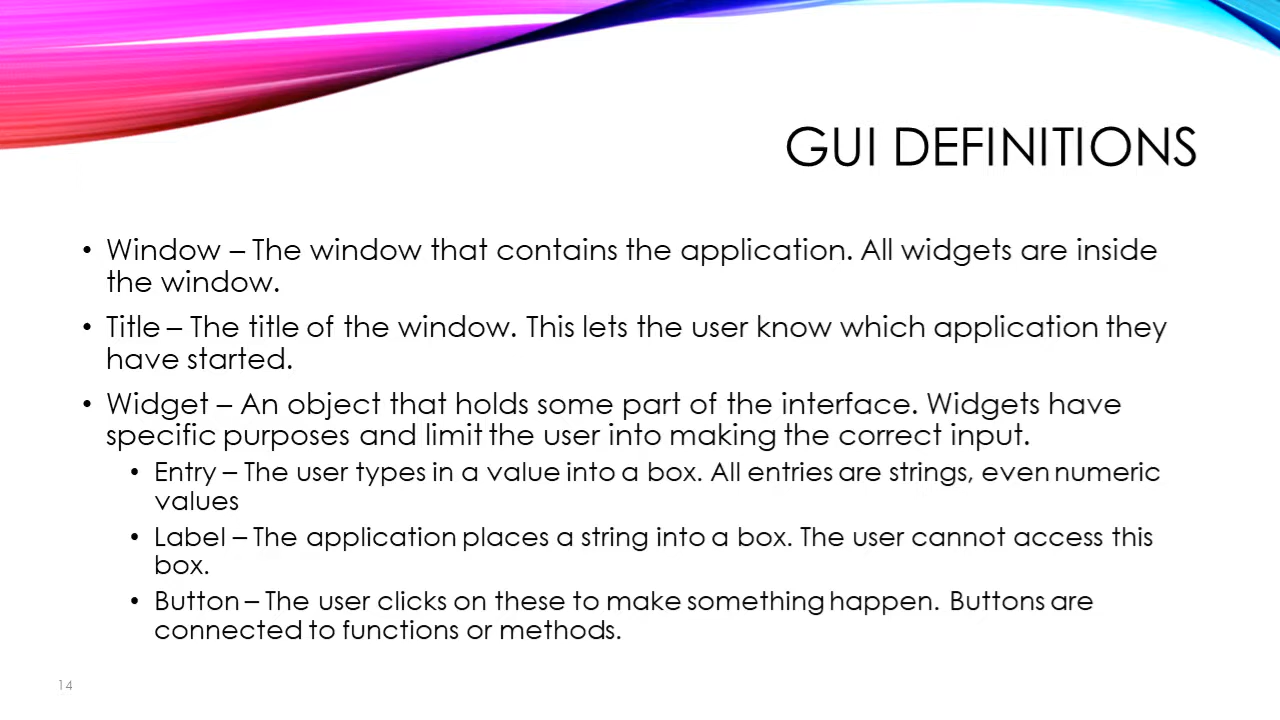 GUI DEFINITIONS
• Window – The window that contains the application. All widgets are inside
the window.
• Title – The title of the window. This lets the user know which application they
have started.
• Widget – An object that holds some part of the interface. Widgets have
specific purposes and limit the user into making the correct input.
• Entry – The user types in a value into a box. All entries are strings, even numeric
values
• Label – The application places a string into a box. The user cannot access this
box.
• Button – The user clicks on these to make something happen. Buttons are
connected to functions or methods.
14